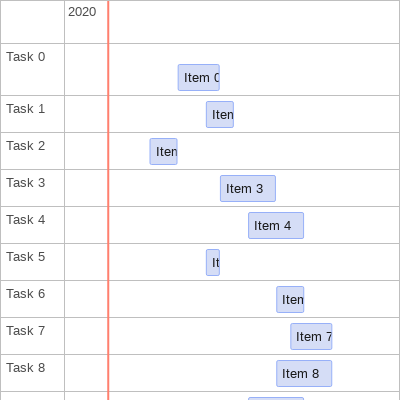 2020
Task 0
Item 0
Task 1
Item
Task 2
Item
Task 3
Item 3
Task 4
Item 4
Task 5
It
Task 6
Item
Task 7
Item 7
Task 8
Item 8